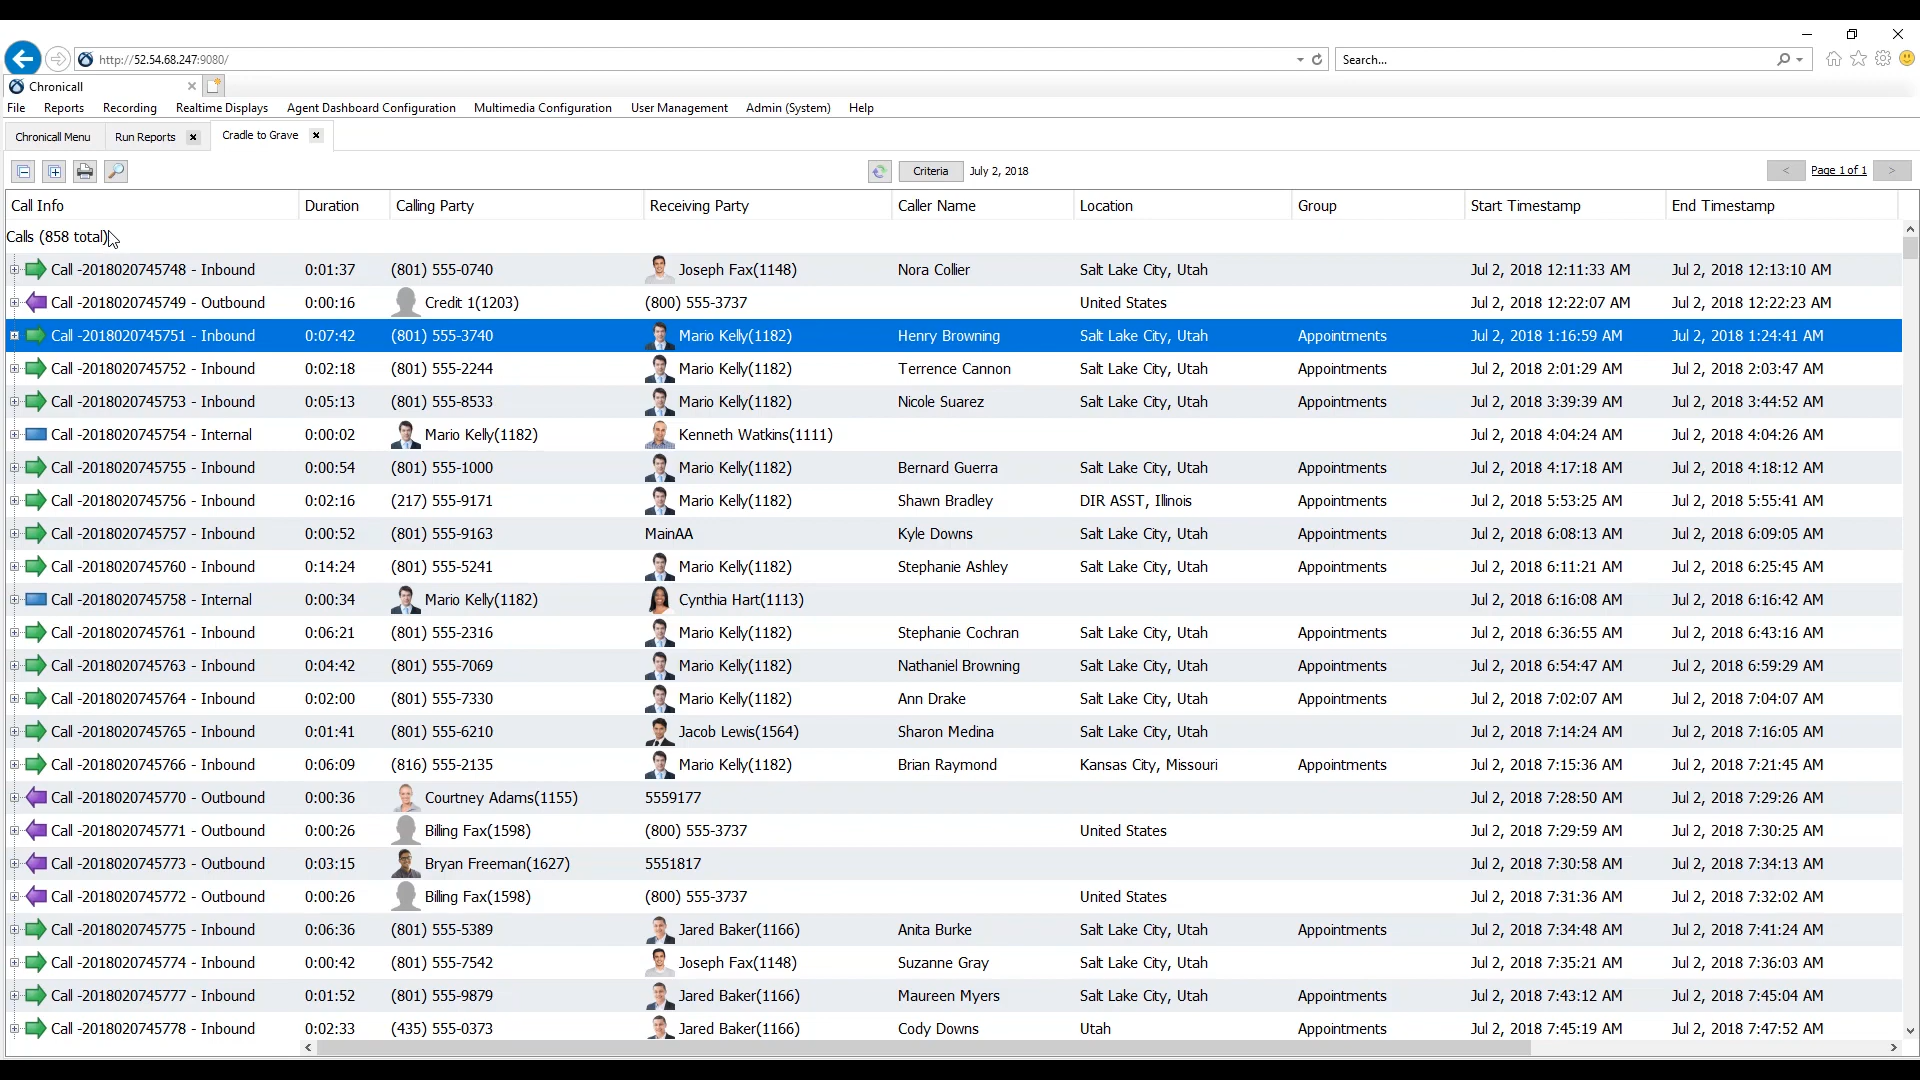 http://52.54.68.247:9080/ Search...
Chronicall
File Reports Recording Realtime Displays Agent Dashboard Configuration Multimedia Configuration User Management Admin (System) Help
Chronicall Menu Run Reports Cradle to Grave
Criteria July 2, 2018 < Page 1 of 1 >
Call Info Duration Calling Party Receiving Party Caller Name Location Group Start Timestamp End Timestamp
Calls (858 total)
Call -2018020745748 - Inbound 0:01:37 (801) 555-0740 Joseph Fax(1148) Nora Collier Salt Lake City, Utah Jul 2, 2018 12:11:33 AM Jul 2, 2018 12:13:10 AM
Call -2018020745749 - Outbound 0:00:16 Credit 1(1203) (800) 555-3737 United States Jul 2, 2018 12:22:07 AM Jul 2, 2018 12:22:23 AM
Call -2018020745751 - Inbound 0:07:42 (801) 555-3740 Mario Kelly(1182) Henry Browning Salt Lake City, Utah Appointments Jul 2, 2018 1:16:59 AM Jul 2, 2018 1:24:41 AM
Call -2018020745752 - Inbound 0:02:18 (801) 555-2244 Mario Kelly(1182) Terrence Cannon Salt Lake City, Utah Appointments Jul 2, 2018 2:01:29 AM Jul 2, 2018 2:03:47 AM
Call -2018020745753 - Inbound 0:05:13 (801) 555-8533 Mario Kelly(1182) Nicole Suarez Salt Lake City, Utah Appointments Jul 2, 2018 3:39:39 AM Jul 2, 2018 3:44:52 AM
Call -2018020745754 - Internal 0:00:02 Mario Kelly(1182) Kenneth Watkins(1111) Jul 2, 2018 4:04:24 AM Jul 2, 2018 4:04:26 AM
Call -2018020745755 - Inbound 0:00:54 (801) 555-1000 Mario Kelly(1182) Bernard Guerra Salt Lake City, Utah Appointments Jul 2, 2018 4:17:18 AM Jul 2, 2018 4:18:12 AM
Call -2018020745756 - Inbound 0:02:16 (217) 555-9171 Mario Kelly(1182) Shawn Bradley DIR ASST, Illinois Appointments Jul 2, 2018 5:53:25 AM Jul 2, 2018 5:55:41 AM
Call -2018020745757 - Inbound 0:00:52 (801) 555-9163 MainAA Kyle Downs Salt Lake City, Utah Appointments Jul 2, 2018 6:08:13 AM Jul 2, 2018 6:09:05 AM
Call -2018020745760 - Inbound 0:14:24 (801) 555-5241 Mario Kelly(1182) Stephanie Ashley Salt Lake City, Utah Appointments Jul 2, 2018 6:11:21 AM Jul 2, 2018 6:25:45 AM
Call -2018020745758 - Internal 0:00:34 Mario Kelly(1182) Cynthia Hart(1113) Jul 2, 2018 6:16:08 AM Jul 2, 2018 6:16:42 AM
Call -2018020745761 - Inbound 0:06:21 (801) 555-2316 Mario Kelly(1182) Stephanie Cochran Salt Lake City, Utah Appointments Jul 2, 2018 6:36:55 AM Jul 2, 2018 6:43:16 AM
Call -2018020745763 - Inbound 0:04:42 (801) 555-7069 Mario Kelly(1182) Nathaniel Browning Salt Lake City, Utah Appointments Jul 2, 2018 6:54:47 AM Jul 2, 2018 6:59:29 AM
Call -2018020745764 - Inbound 0:02:00 (801) 555-7330 Mario Kelly(1182) Ann Drake Salt Lake City, Utah Appointments Jul 2, 2018 7:02:07 AM Jul 2, 2018 7:04:07 AM
Call -2018020745765 - Inbound 0:01:41 (801) 555-6210 Jacob Lewis(1564) Sharon Medina Salt Lake City, Utah Jul 2, 2018 7:14:24 AM Jul 2, 2018 7:16:05 AM
Call -2018020745766 - Inbound 0:06:09 (816) 555-2135 Mario Kelly(1182) Brian Raymond Kansas City, Missouri Appointments Jul 2, 2018 7:15:36 AM Jul 2, 2018 7:21:45 AM
Call -2018020745770 - Outbound 0:00:36 Courtney Adams(1155) 5559177 Jul 2, 2018 7:28:50 AM Jul 2, 2018 7:29:26 AM
Call -2018020745771 - Outbound 0:00:26 Billing Fax(1598) (800) 555-3737 United States Jul 2, 2018 7:29:59 AM Jul 2, 2018 7:30:25 AM
Call -2018020745773 - Outbound 0:03:15 Bryan Freeman(1627) 5551817 Jul 2, 2018 7:30:58 AM Jul 2, 2018 7:34:13 AM
Call -2018020745772 - Outbound 0:00:26 Billing Fax(1598) (800) 555-3737 United States Jul 2, 2018 7:31:36 AM Jul 2, 2018 7:32:02 AM
Call -2018020745775 - Inbound 0:06:36 (801) 555-5389 Jared Baker(1166) Anita Burke Salt Lake City, Utah Appointments Jul 2, 2018 7:34:48 AM Jul 2, 2018 7:41:24 AM
Call -2018020745774 - Inbound 0:00:42 (801) 555-7542 Joseph Fax(1148) Suzanne Gray Salt Lake City, Utah Jul 2, 2018 7:35:21 AM Jul 2, 2018 7:36:03 AM
Call -2018020745777 - Inbound 0:01:52 (801) 555-9879 Jared Baker(1166) Maureen Myers Salt Lake City, Utah Appointments Jul 2, 2018 7:43:12 AM Jul 2, 2018 7:45:04 AM
Call -2018020745778 - Inbound 0:02:33 (435) 555-0373 Jared Baker(1166) Cody Downs Utah Appointments Jul 2, 2018 7:45:19 AM Jul 2, 2018 7:47:52 AM